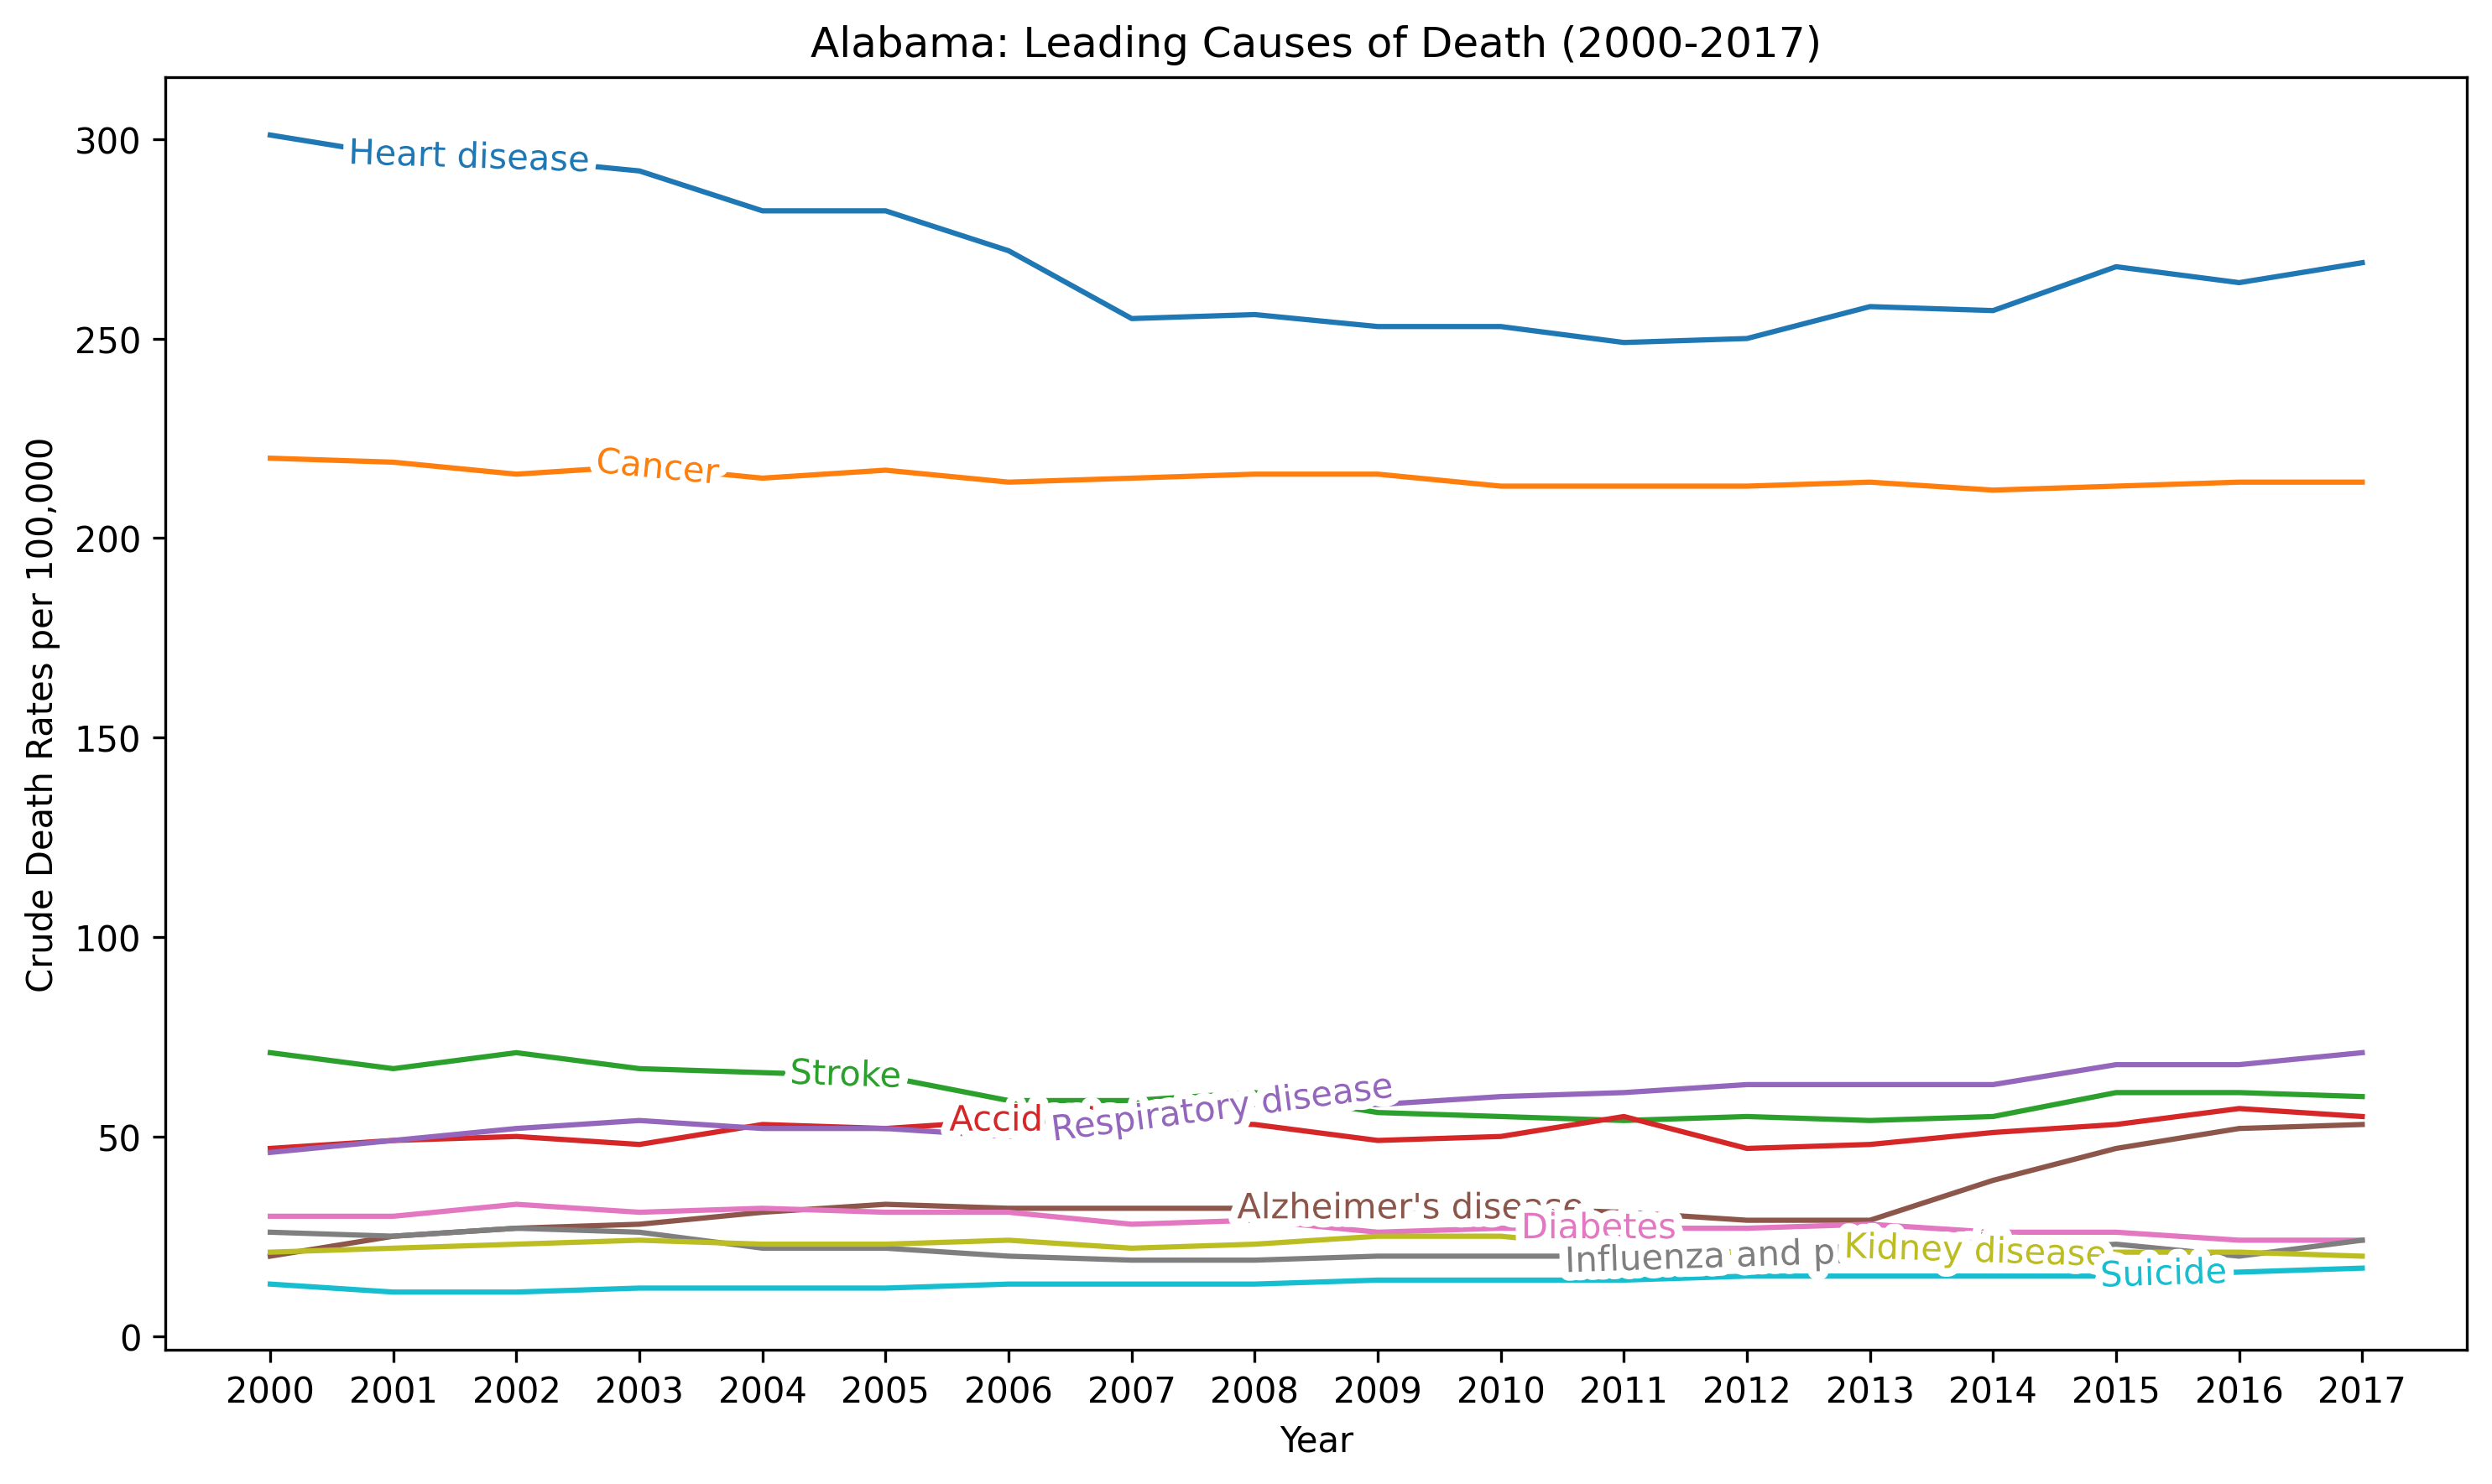 Alabama: Leading Causes of Death (2000-2017)
Crude Death Rates per 100,000
300
250
200
150
100
50
0
Heart disease
Cancer
Stroke
Respiratory disease
Alzheimer's disease
Diabetes
Influenza and
Kidney disease
Suicide
2000 2001 2002 2003 2004 2005 2006 2007 2008 2009 2010 2011 2012 2013 2014 2015 2016 2017
Year